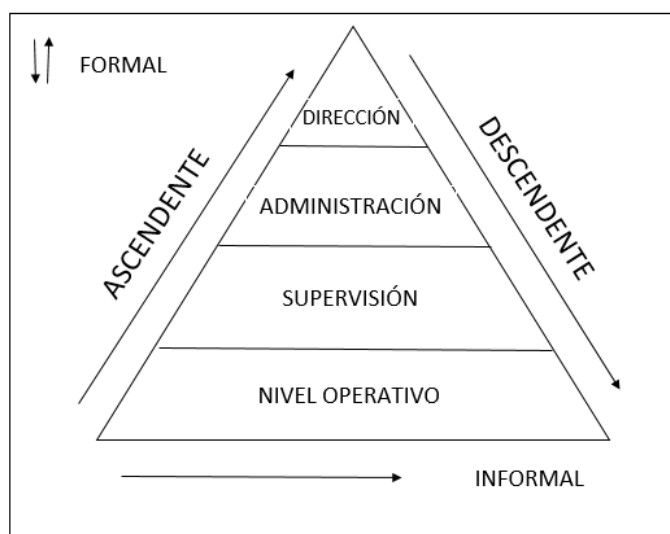 FORMAL
DIRECCIÓN
ASCENDENTE
DESCENDENTE
ADMINISTRACIÓN
SUPERVISIÓN
NIVEL OPERATIVO
INFORMAL